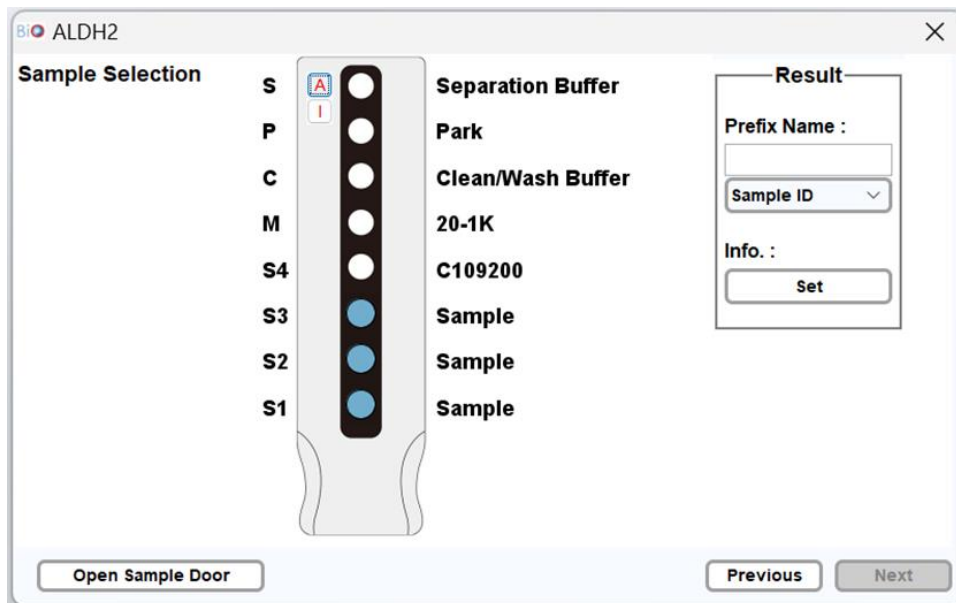 BiO ALDH2
Sample Selection
S A Separation Buffer
I
P Park
C Clean/Wash Buffer
M 20-1K
S4 C109200
S3 Sample
S2 Sample
S1 Sample
Result
Prefix Name :
Sample ID
Info. :
Set
Open Sample Door
Previous
Next